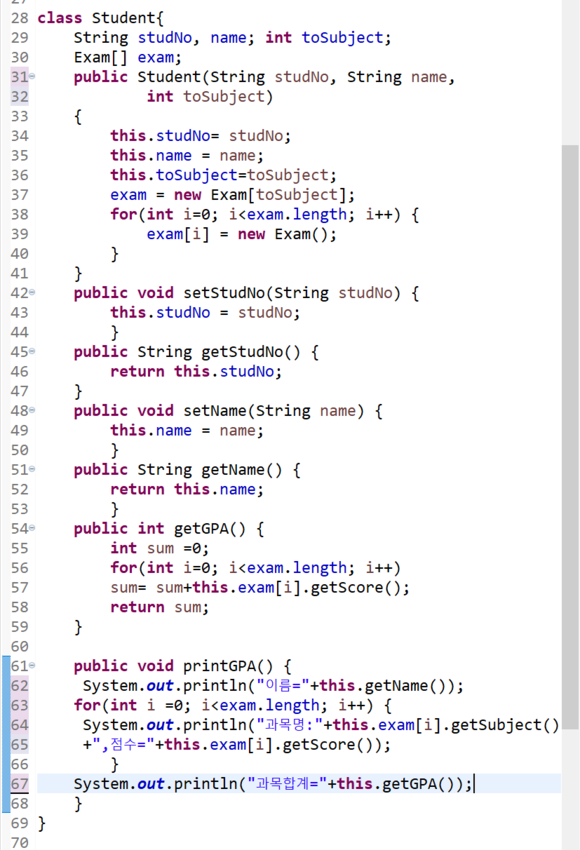 28 class Student{
29     String studNo, name; int toSubject;
30     Exam[] exam;
31     public Student(String studNo, String name,
32             int toSubject)
33     {
34         this.studNo= studNo;
35         this.name = name;
36         this.toSubject=toSubject;
37         exam = new Exam[toSubject];
38         for(int i=0; i<exam.length; i++) {
39             exam[i] = new Exam();
40         }
41     }
42     public void setStudNo(String studNo) {
43         this.studNo = studNo;
44         }
45     public String getStudNo() {
46         return this.studNo;
47     }
48     public void setName(String name) {
49         this.name = name;
50         }
51     public String getName() {
52         return this.name;
53         }
54     public int getGPA() {
55         int sum =0;
56         for(int i=0; i<exam.length; i++)
57         sum= sum+this.exam[i].getScore();
58         return sum;
59     }
60
61     public void printGPA() {
62      System.out.println("이름="+this.getName());
63     for(int i =0; i<exam.length; i++) {
64      System.out.println("과목명:"+this.exam[i].getSubject()
65      +",점수="+this.exam[i].getScore());
66         }
67     System.out.println("과목합계="+this.getGPA());
68     }
69 }
70